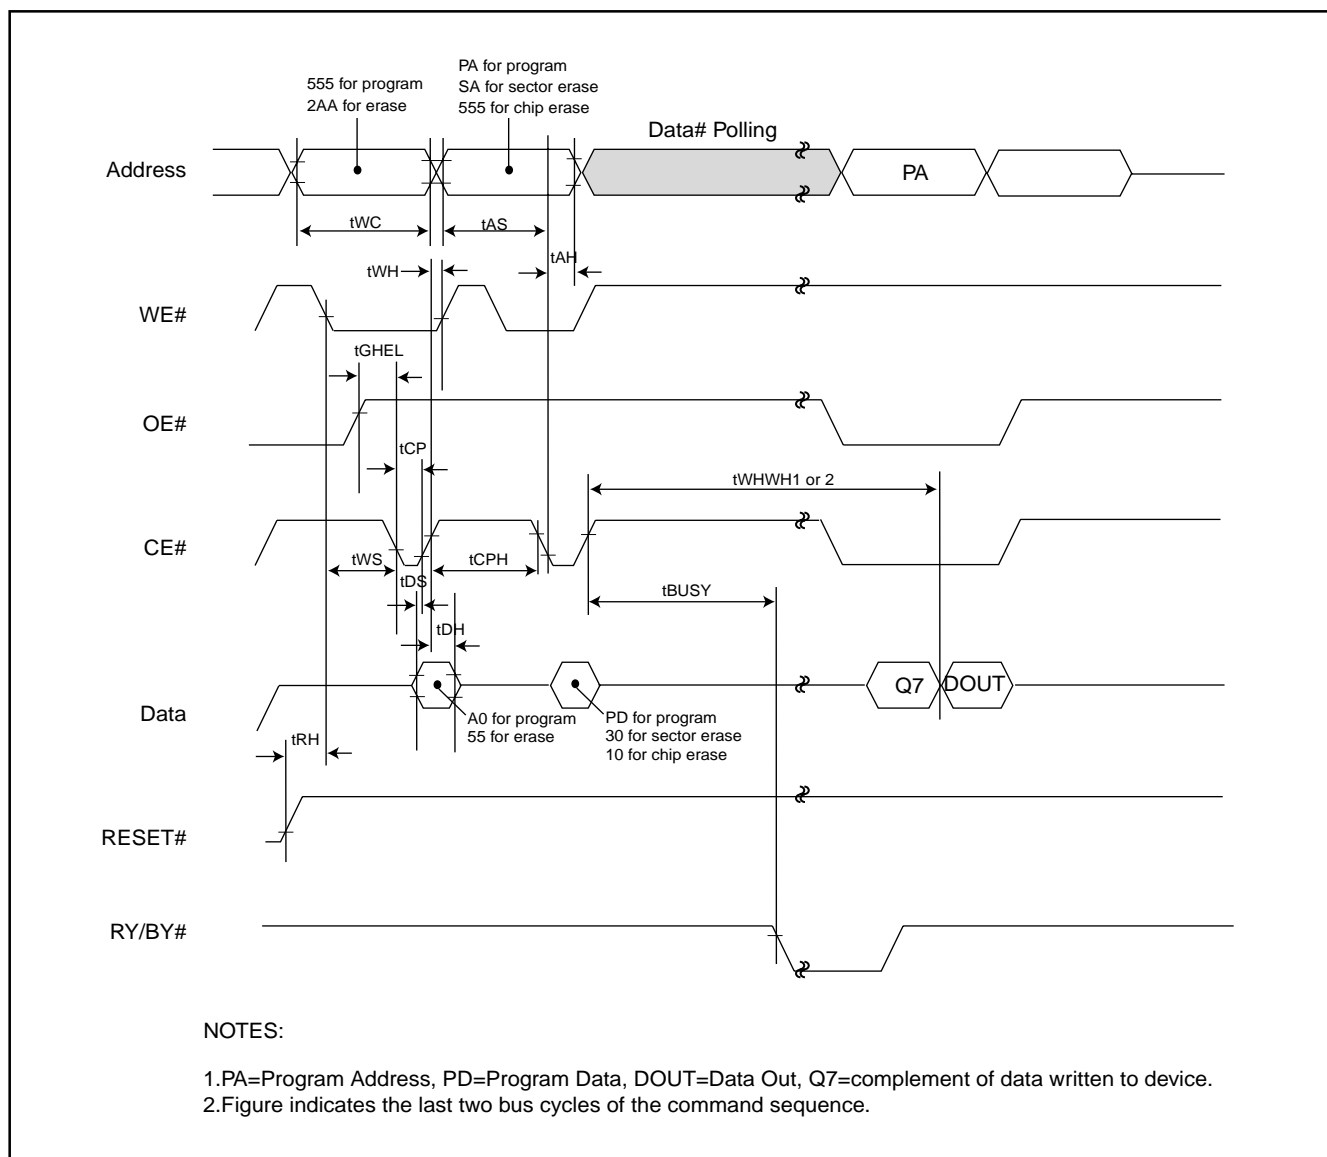 555 for program
2AA for erase
PA for program
SA for sector erase
555 for chip erase
Data# Polling
Address
PA
tWC
tAS
tAH
tWH
WE#
tGHEL
OE#
tCP
tWHWH1 or 2
CE#
tWS
tCPH
tDS
tBUSY
tDH
Q7
DOUT
Data
A0 for program
55 for erase
PD for program
30 for sector erase
10 for chip erase
tRH
RESET#
RY/BY#
NOTES:
1.PA=Program Address, PD=Program Data, DOUT=Data Out, Q7=complement of data written to device.
2.Figure indicates the last two bus cycles of the command sequence.